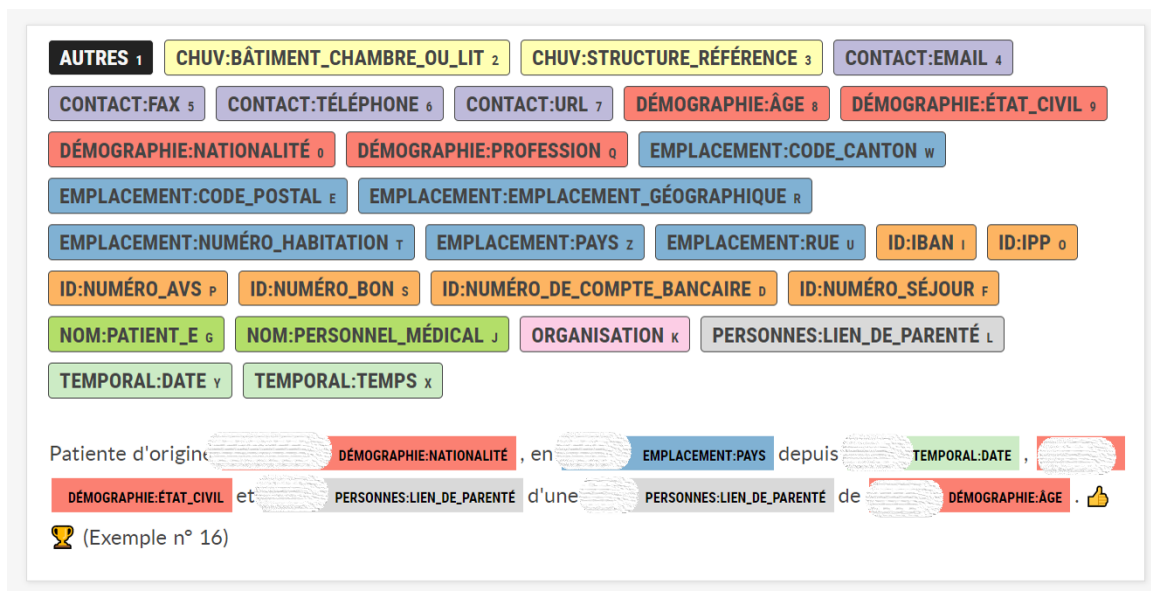 AUTRES 1 CHUV:BÂTIMENT_CHAMBRE_OU_LIT 2 CHUV:STRUCTURE_RÉFÉRENCE 3 CONTACT:EMAIL 4
CONTACT:FAX 5 CONTACT:TÉLÉPHONE 6 CONTACT:URL 7 DÉMOGRAPHIE:ÂGE 8 DÉMOGRAPHIE:ÉTAT_CIVIL 9
DÉMOGRAPHIE:NATIONALITÉ 0 DÉMOGRAPHIE:PROFESSION Q EMPLACEMENT:CODE_CANTON W
EMPLACEMENT:CODE_POSTAL E EMPLACEMENT:EMPLACEMENT_GÉOGRAPHIQUE R
EMPLACEMENT:NUMÉRO_HABITATION T EMPLACEMENT:PAYS Z EMPLACEMENT:RUE U ID:IBAN I ID:IPP O
ID:NUMÉRO_AVS P ID:NUMÉRO_BON S ID:NUMÉRO_DE_COMPTE_BANCAIRE D ID:NUMÉRO_SÉJOUR F
NOM:PATIENT_E G NOM:PERSONNEL_MÉDICAL J ORGANISATION K PERSONNES:LIEN_DE_PARENTÉ L
TEMPORAL:DATE Y TEMPORAL:TEMPS X
Patiente d'origine DÉMOGRAPHIE:NATIONALITÉ , en EMPLACEMENT:PAYS depuis TEMPORAL:DATE ,
DÉMOGRAPHIE:ÉTAT_CIVIL et PERSONNES:LIEN_DE_PARENTÉ d'une PERSONNES:LIEN_DE_PARENTÉ de DÉMOGRAPHIE:ÂGE . 👍
🏆 (Exemple n° 16)